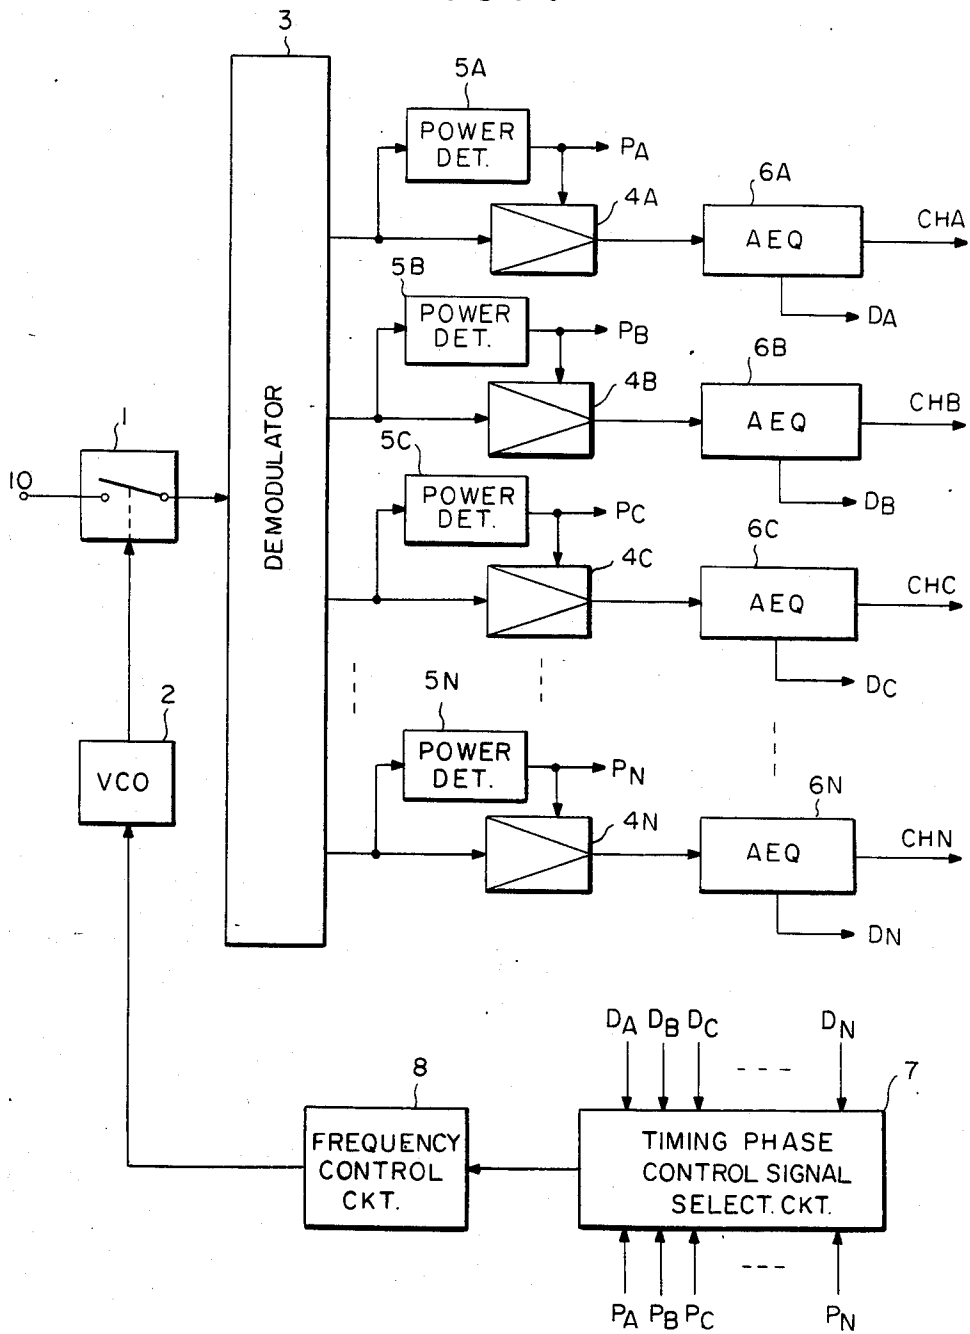 3
5A
POWER
DET.
PA
4A
6A
AEQ
CHA
DA
5B
POWER
DET.
PB
4B
6B
AEQ
CHB
DB
1
10
DEMODULATOR
5C
POWER
DET.
PC
4C
6C
AEQ
CHC
DC
2
VCO
5N
POWER
DET.
PN
4N
6N
AEQ
CHN
DN
DA DB DC DN
7
8
FREQUENCY
CONTROL
CKT.
TIMING PHASE
CONTROL SIGNAL
SELECT. CKT.
PA PB PC PN